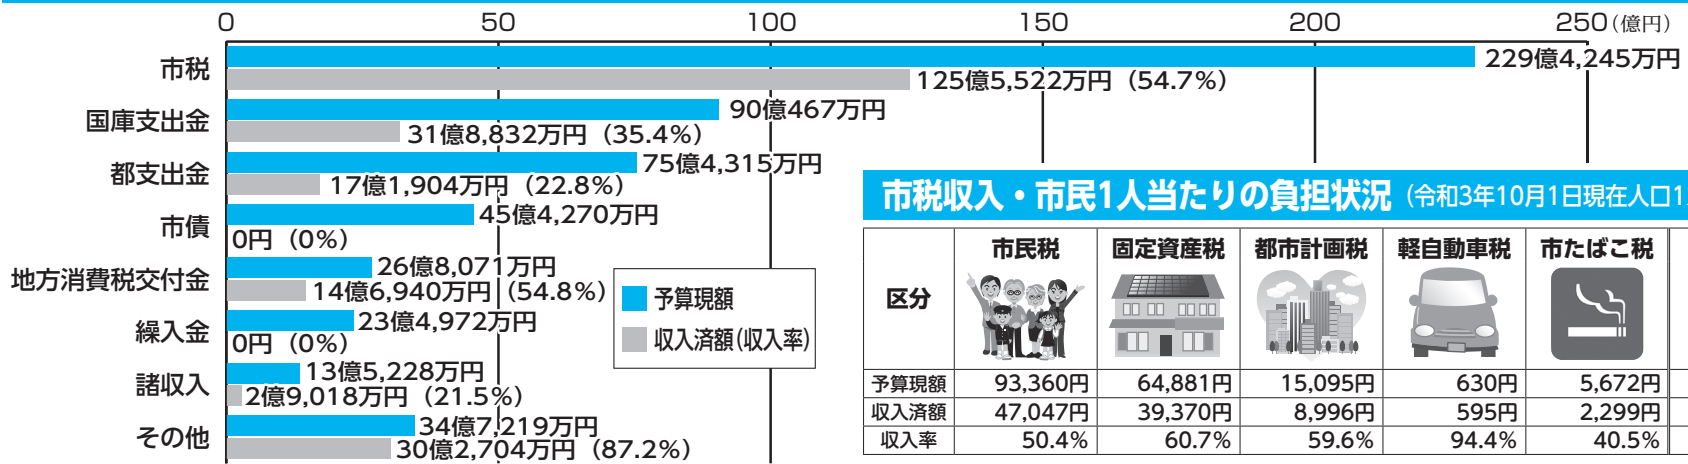 0 50 100 150 200 250(億円)
市税 229億4,245万円
125億5,522万円（54.7%）
国庫支出金 90億467万円
31億8,832万円（35.4%）
都支出金 75億4,315万円
17億1,904万円（22.8%）
市債 45億4,270万円
0円（0%）
地方消費税交付金 26億8,071万円
14億6,940万円（54.8%）
繰入金 23億4,972万円
0円（0%）
諸収入 13億5,228万円
2億9,018万円（21.5%）
その他 34億7,219万円
30億2,704万円（87.2%）
予算現額
収入済額(収入率)
市税収入・市民1人当たりの負担状況（令和3年10月1日現在人口1
区分 市民税 固定資産税 都市計画税 軽自動車税 市たばこ税
予算現額 93,360円 64,881円 15,095円 630円 5,672円
収入済額 47,047円 39,370円 8,996円 595円 2,299円
収入率 50.4% 60.7% 59.6% 94.4% 40.5%